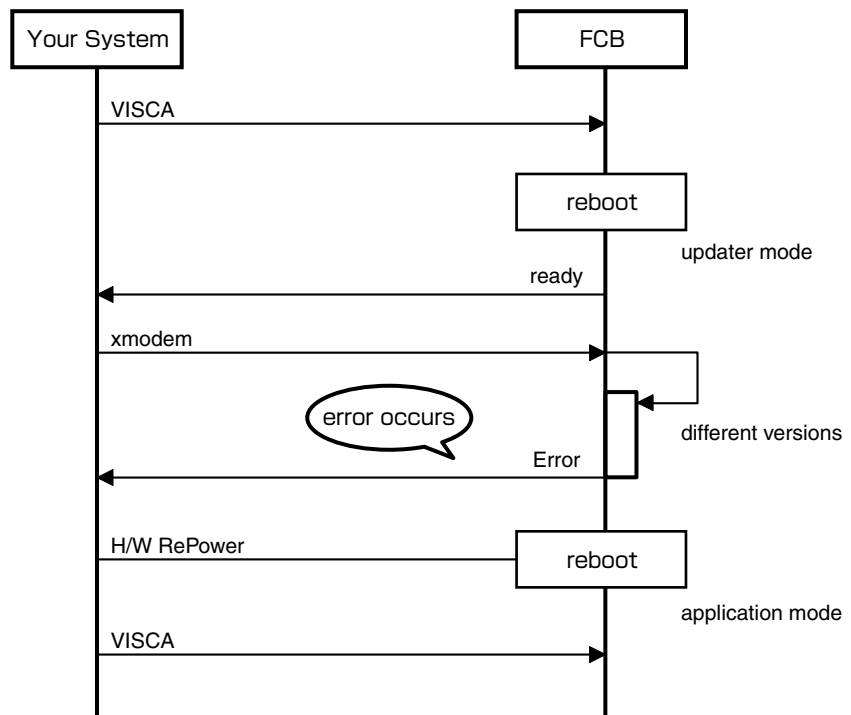 Your System
FCB
VISCA
reboot
updater mode
ready
xmodem
error occurs
different versions
Error
H/W RePower
reboot
application mode
VISCA